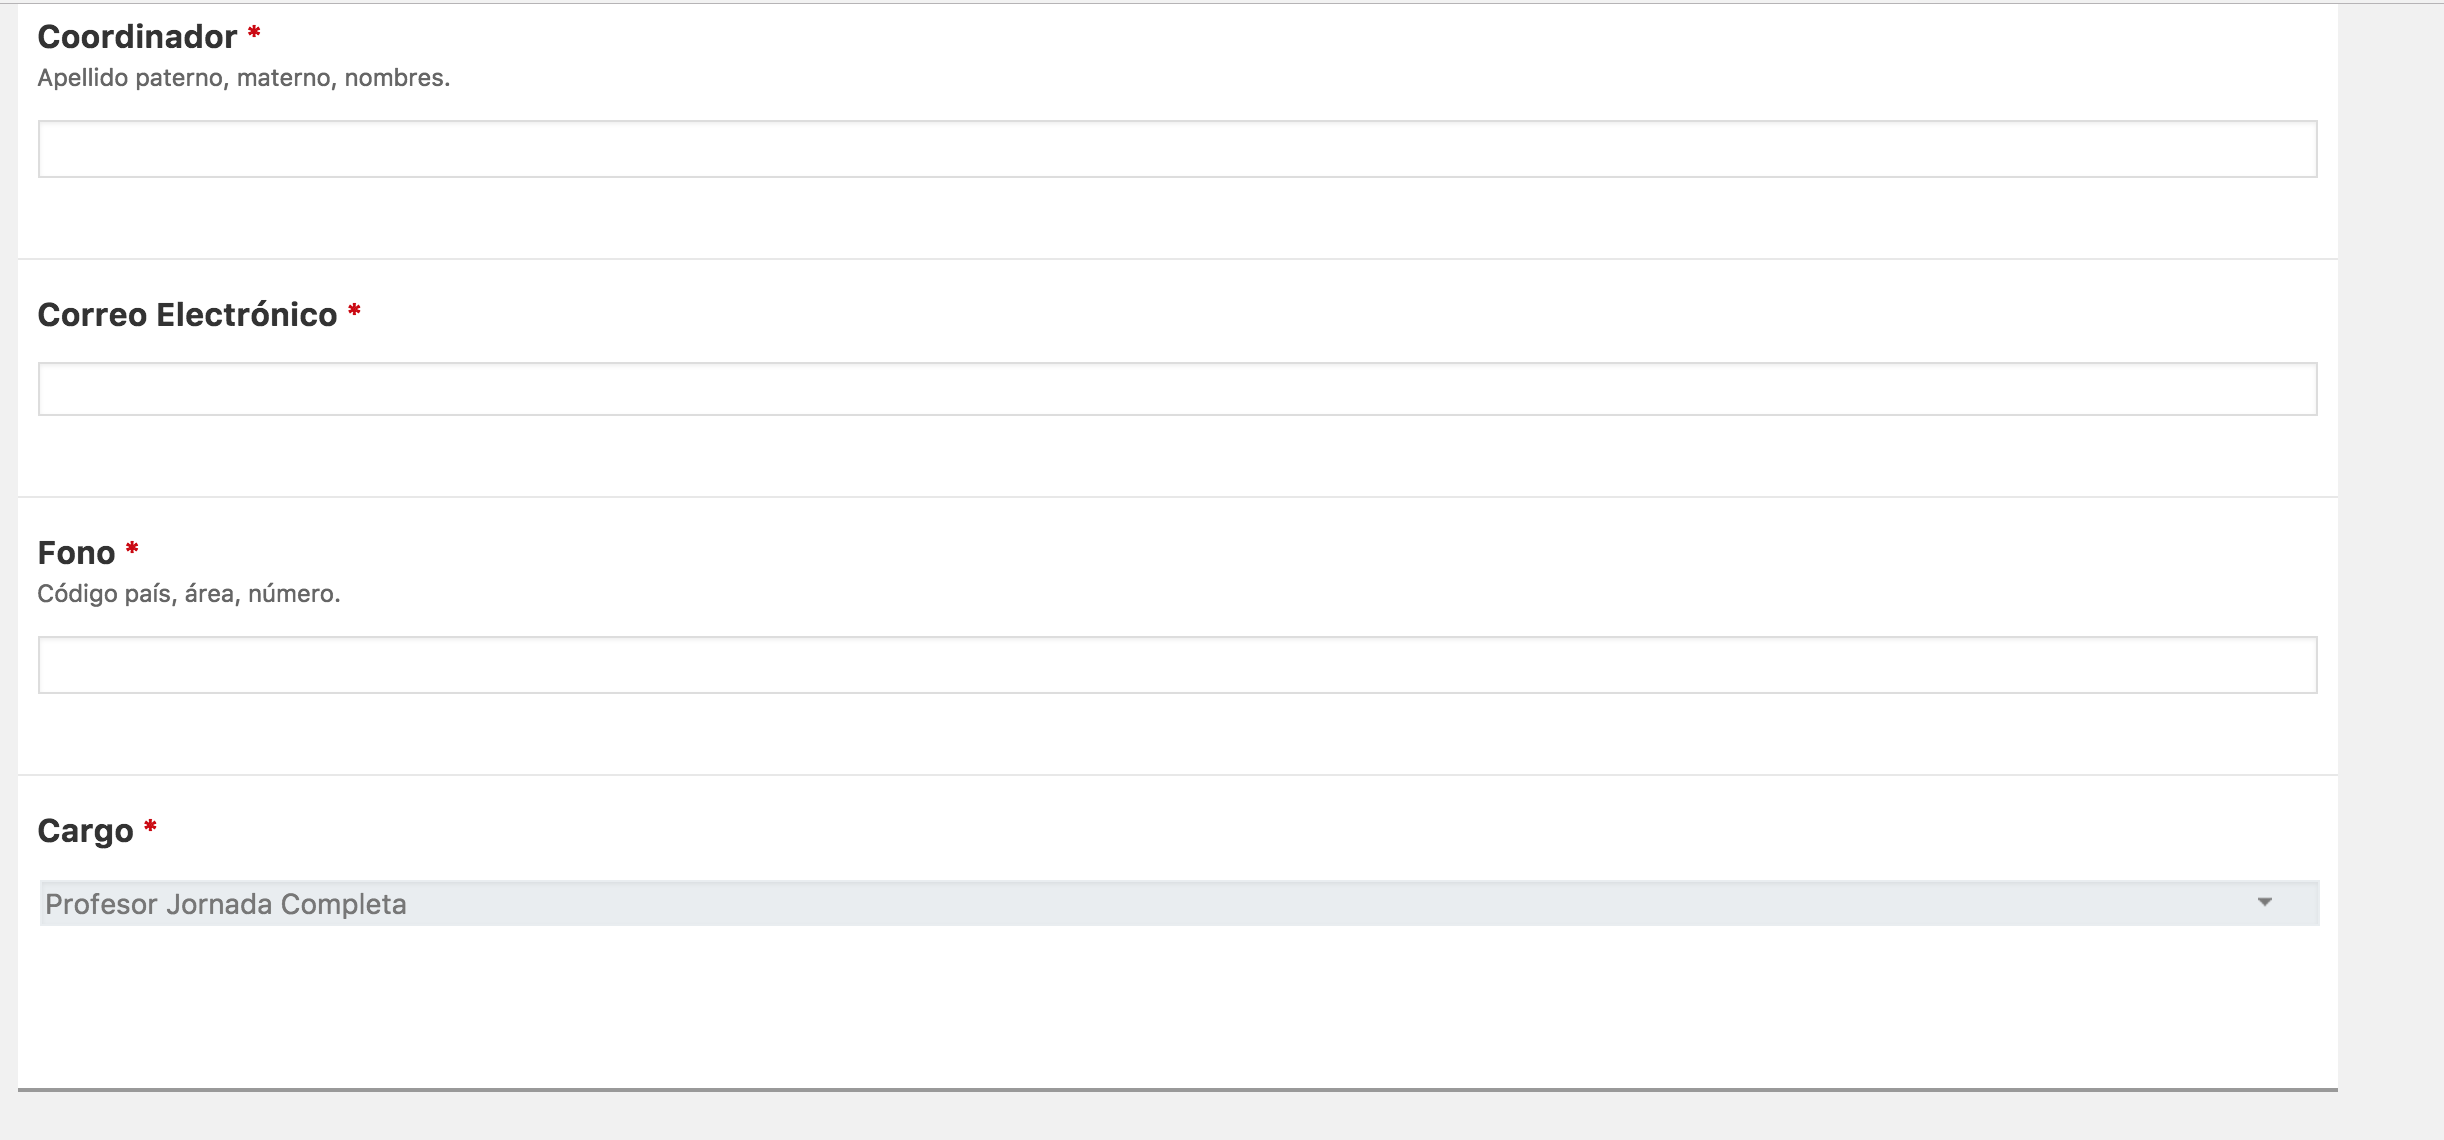 Coordinador *
Apellido paterno, materno, nombres.
Correo Electrónico *
Fono *
Código país, área, número.
Cargo *
Profesor Jornada Completa